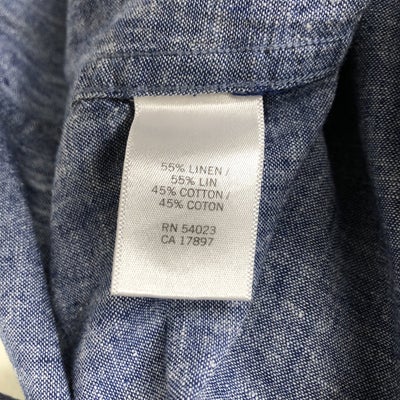 55% LINEN /
55% LIN
45% COTTON /
45% COTON
RN 54023
CA 17897